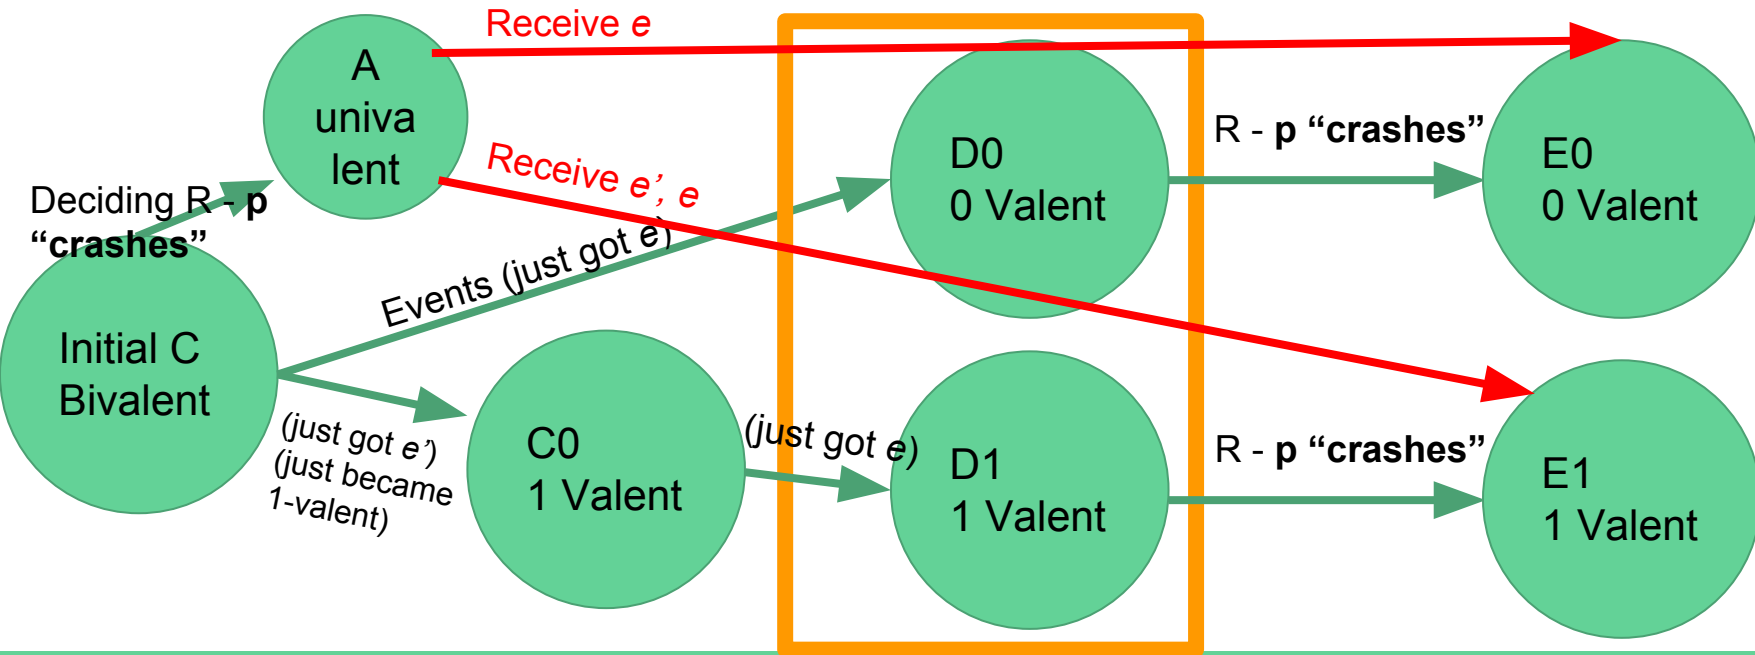 Receive e
A
univa
lent
Deciding R - p
“crashes”
Receive e’, e
Events (just got e)
Initial C
Bivalent
(just got e’)
(just became
1-valent)
C0
1 Valent
(just got e)
D0
0 Valent
D1
1 Valent
R - p “crashes”
E0
0 Valent
R - p “crashes”
E1
1 Valent